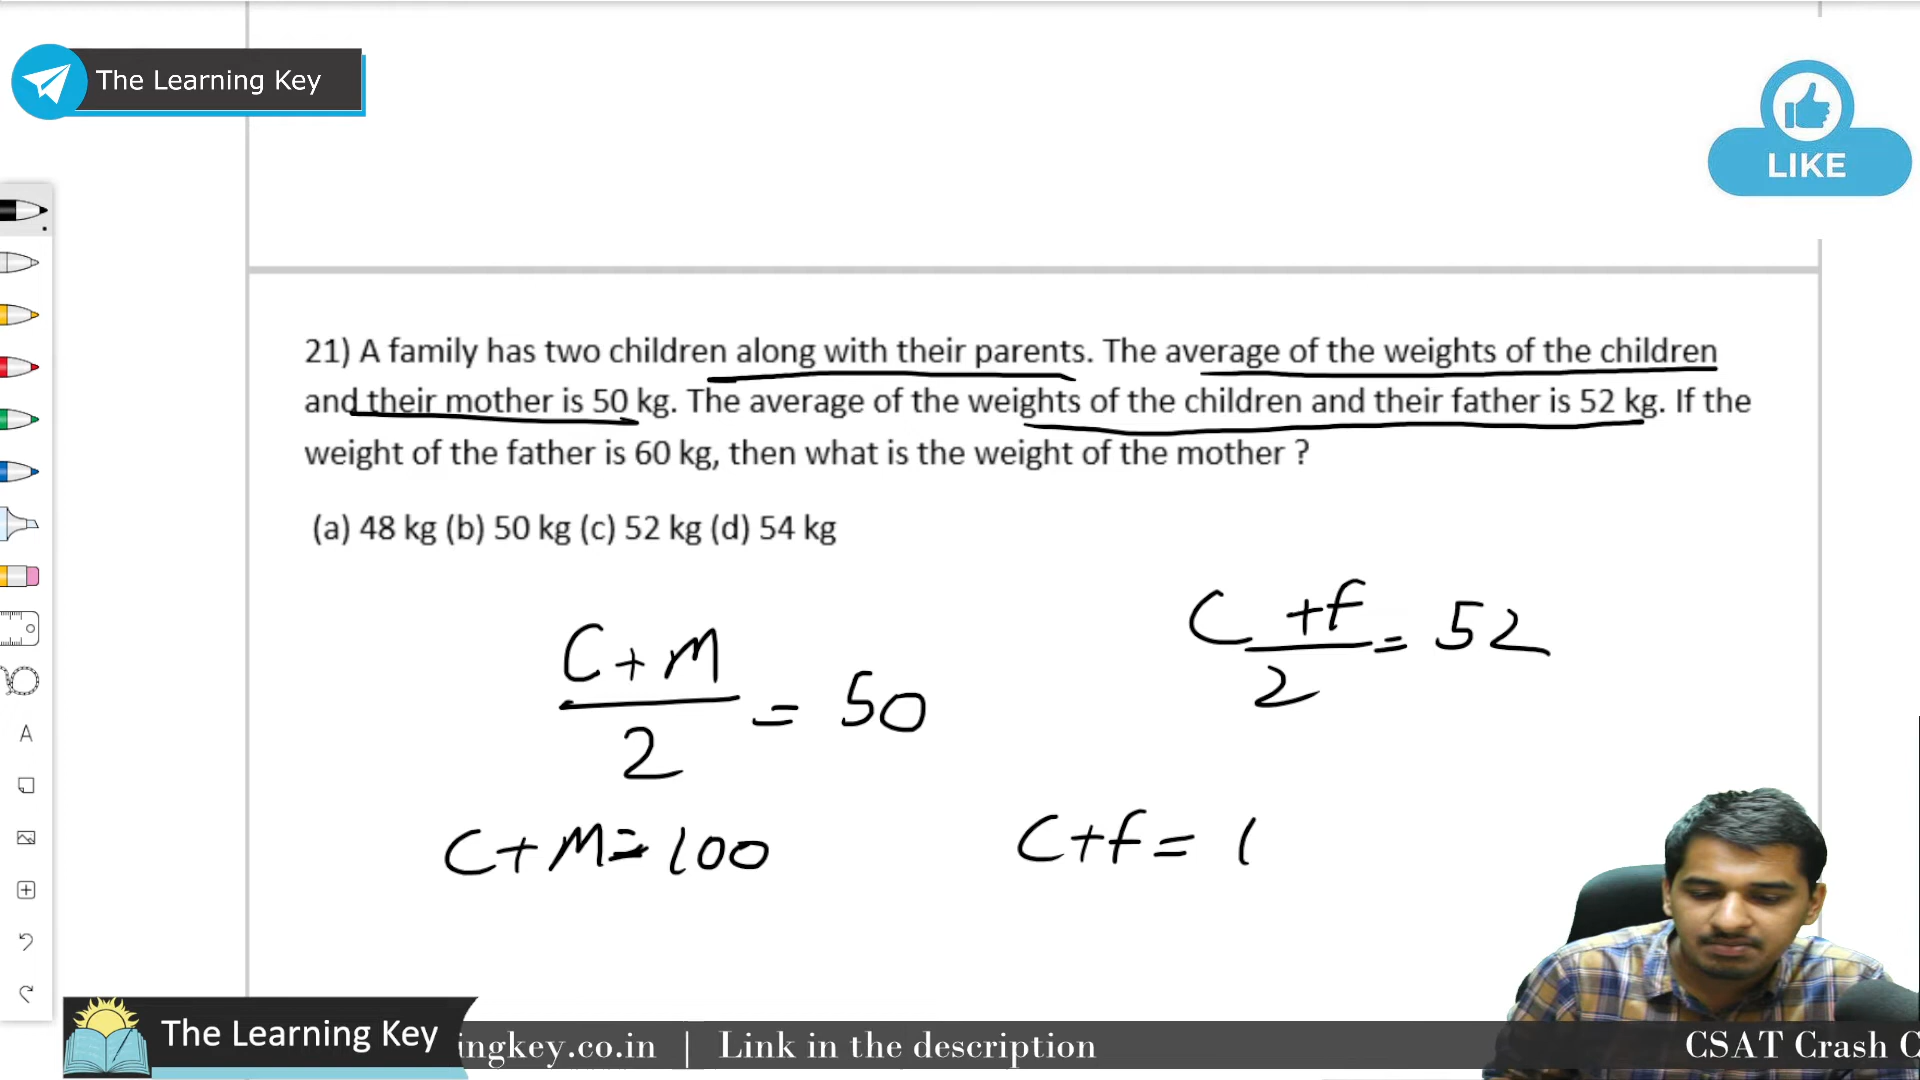 The Learning Key
LIKE
21) A family has two children along with their parents. The average of the weights of the children
and their mother is 50 kg. The average of the weights of the children and their father is 52 kg. If the
weight of the father is 60 kg, then what is the weight of the mother ?
(a) 48 kg (b) 50 kg (c) 52 kg (d) 54 kg
C+M
2
= 50
C+f
2
= 52
C+M=100
C+f= 1
A
The Learning Key
ingkey.co.in | Link in the description
CSAT Crash C